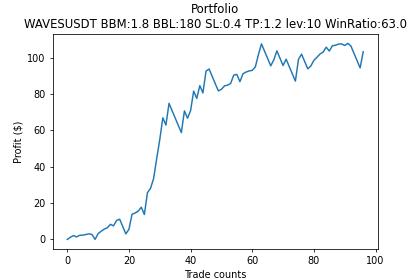 Portfolio
WAVESUSDT BBM:1.8 BBL:180 SL:0.4 TP:1.2 lev:10 WinRatio:63.0
Profit ($)
100
80
60
40
20
0
0 20 40 60 80 100
Trade counts